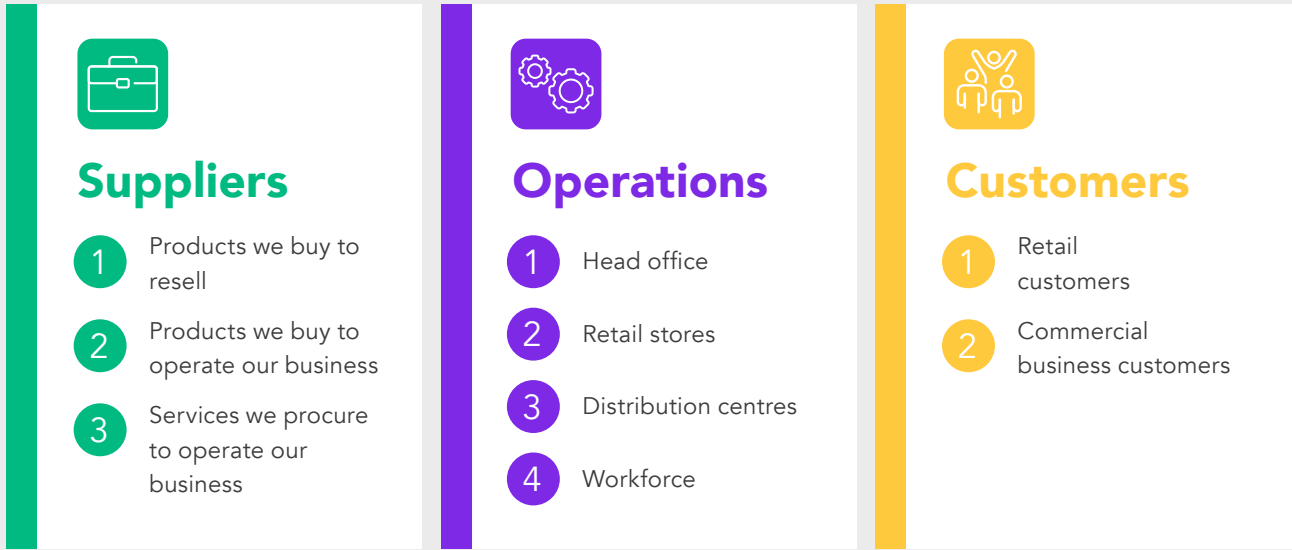 Suppliers
1
Products we buy to
resell
2
Products we buy to
operate our business
3
Services we procure
to operate our
business
Operations
1
Head office
2
Retail stores
3
Distribution centres
4
Workforce
Customers
1
Retail
customers
2
Commercial
business customers